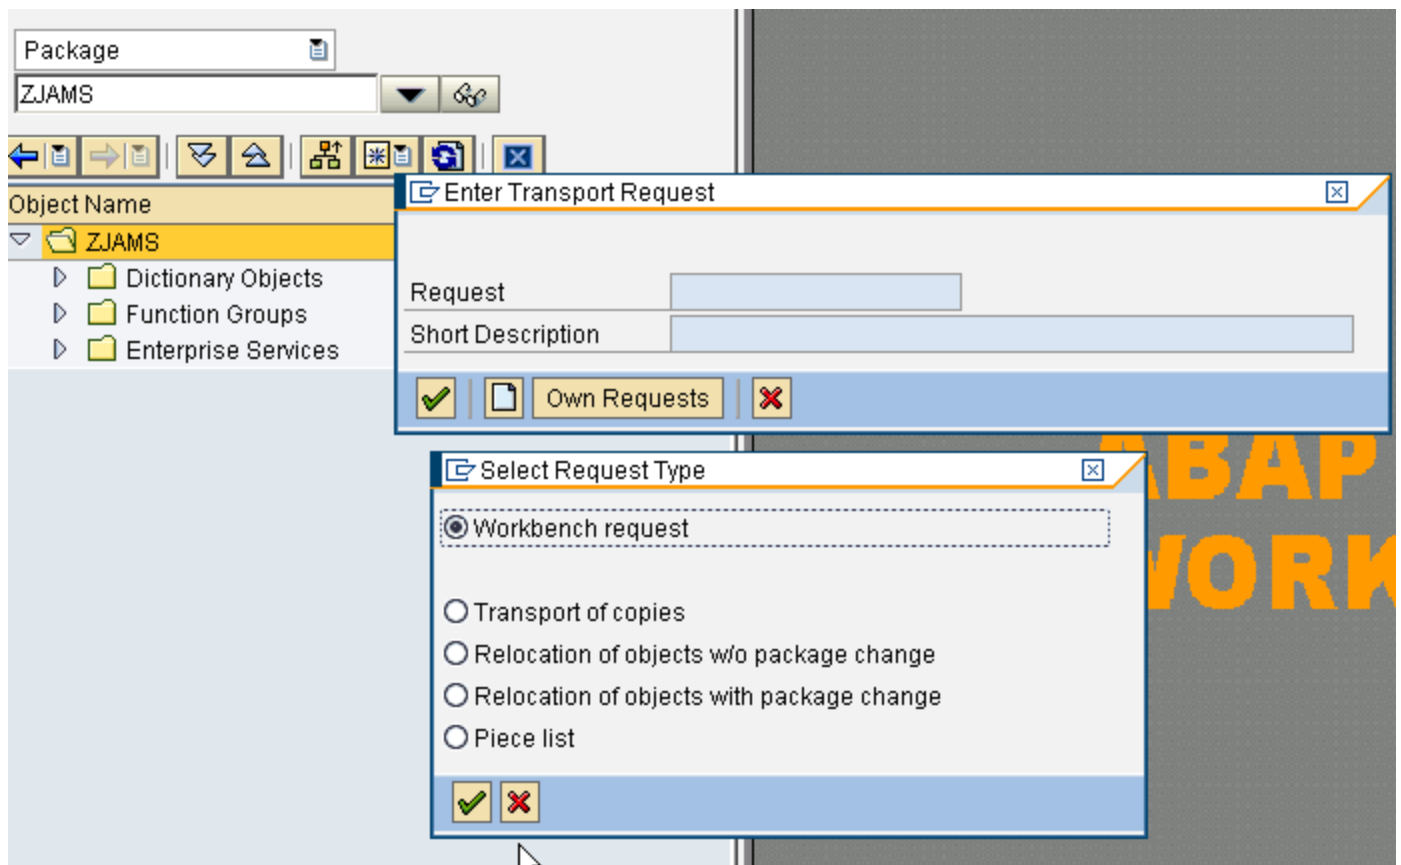 Package
ZJAMS
Object Name
ZJAMS
Dictionary Objects
Function Groups
Enterprise Services
Enter Transport Request
Request
Short Description
Own Requests
Select Request Type
Workbench request
Transport of copies
Relocation of objects w/o package change
Relocation of objects with package change
Piece list
ABAP
WORK